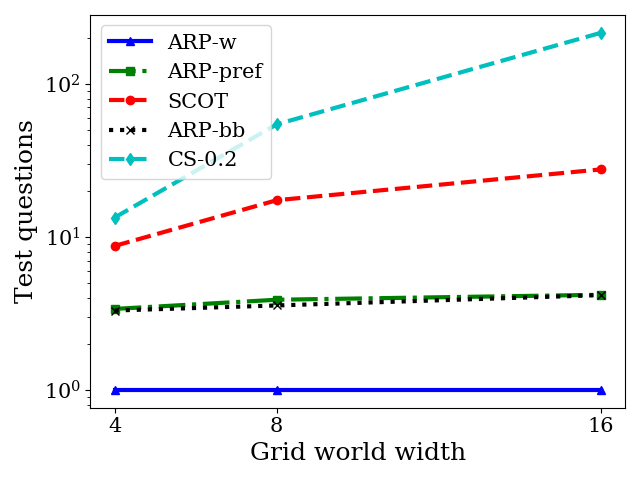 ARP-w
ARP-pref
SCOT
ARP-bb
CS-0.2
10²
10¹
10⁰
Test questions
4
8
16
Grid world width